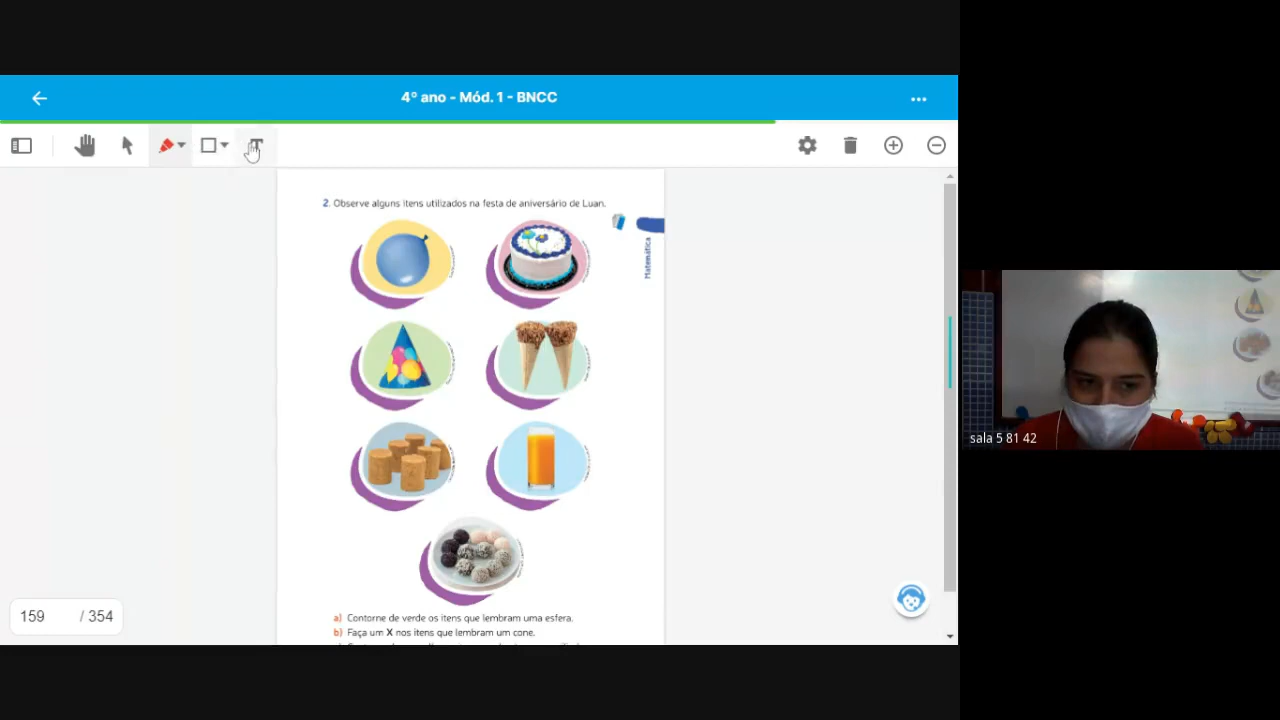 4º ano - Mód. 1 - BNCC
T
2. Observe alguns itens utilizados na festa de aniversário de Luan.
Matemática
a) Contorne de verde os itens que lembram uma esfera.
b) Faça um X nos itens que lembram um cone.
159 / 354
sala 5 81 42